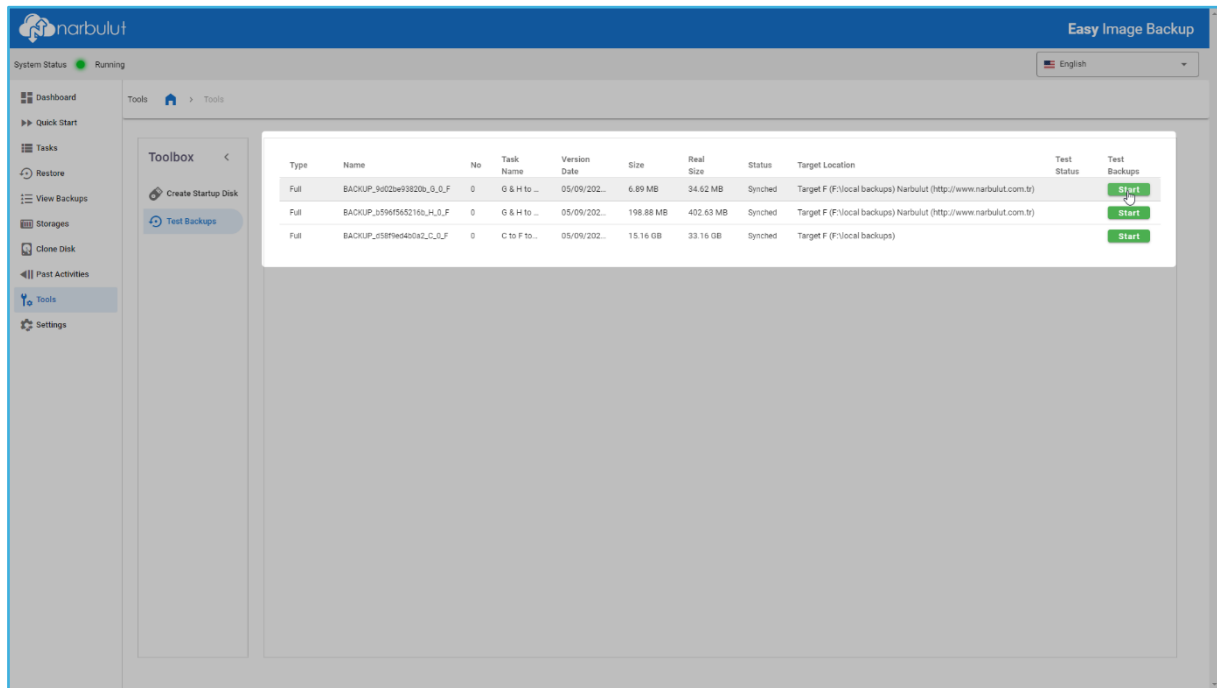 narbulut
Easy Image Backup
System Status Running
English
Dashboard
Quick Start
Tasks
Restore
View Backups
Storages
Clone Disk
Past Activities
Tools
Settings
Tools > Tools
Toolbox <
Create Startup Disk
Test Backups
Type Name No Task Name Version Date Size Real Size Status Target Location Test Status Test Backups
Full BACKUP_9d02be93820b_G_0_F 0 G & H to ... 05/09/202... 6.89 MB 34.62 MB Synched Target F (F:\local backups) Narbulut (http://www.narbulut.com.tr) Start
Full BACKUP_b596f565216b_H_0_F 0 G & H to ... 05/09/202... 198.88 MB 402.63 MB Synched Target F (F:\local backups) Narbulut (http://www.narbulut.com.tr) Start
Full BACKUP_d58f9ed4b0a2_C_0_F 0 C to F to... 05/09/202... 15.16 GB 33.16 GB Synched Target F (F:\local backups) Start